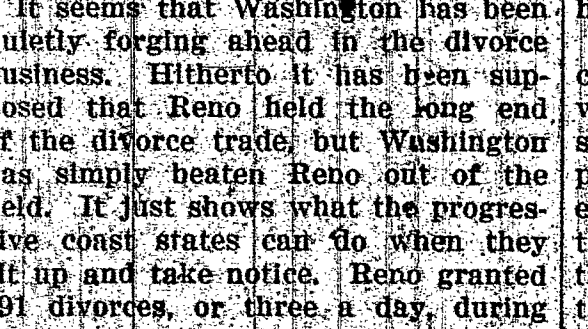 It seems that Washington has been
uietly forging ahead in the divorce
usiness. Hitherto it has been sup-
osed that Reno held the long end
f the divorce trade, but Washington
as simply beaten Reno out of the
eld. It just shows what the progres-
ive coast states can do when they
it up and take notice. Reno granted
91 divorces, or three a day, during